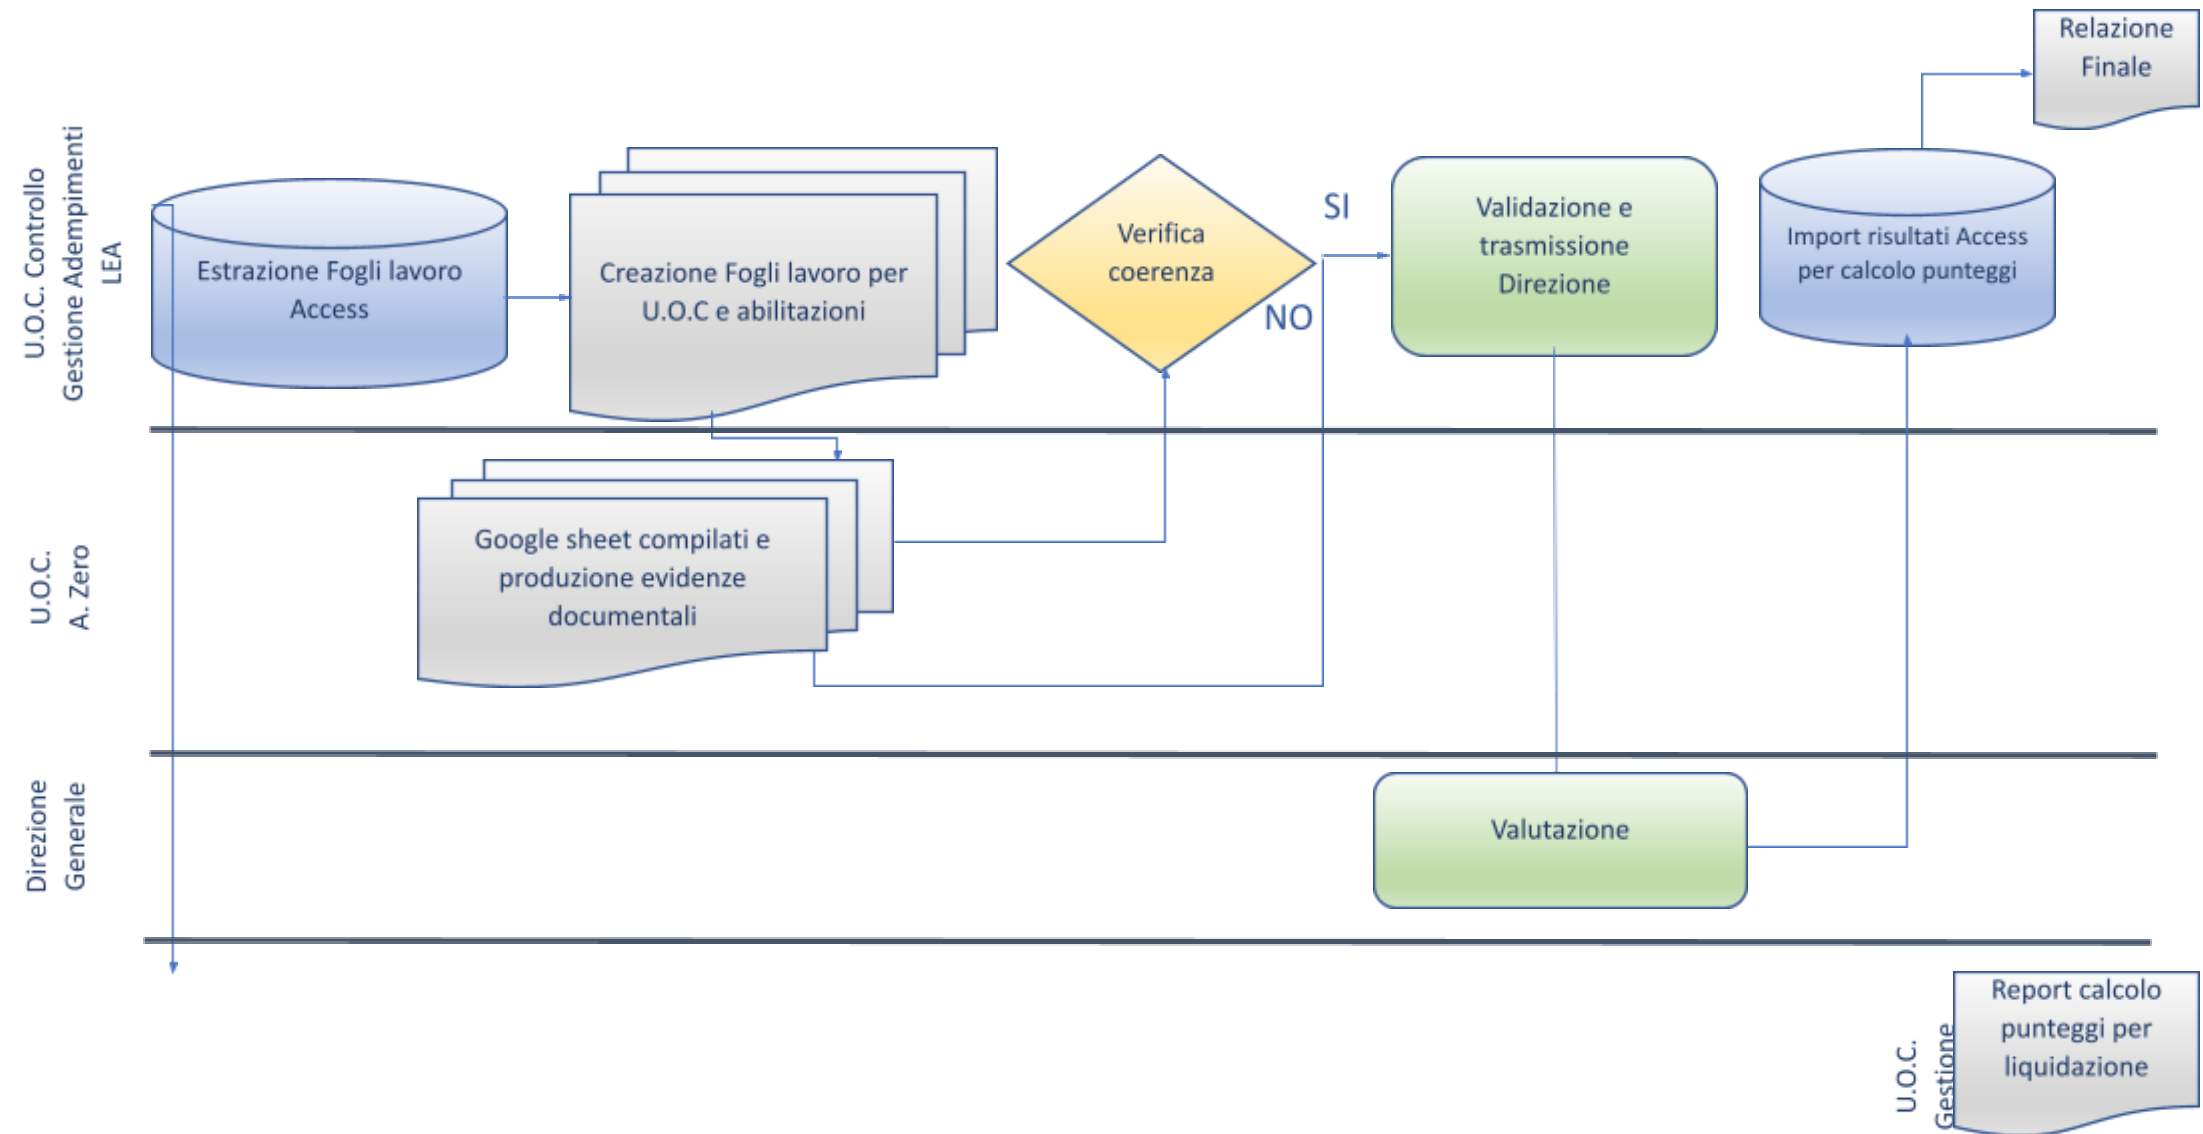 Relazione
Finale
U.O.C. Controllo
Gestione Adempimenti
LEA
Estrazione Fogli lavoro
Access
Creazione Fogli lavoro per
U.O.C e abilitazioni
Verifica
coerenza
SI
NO
Validazione e
trasmissione
Direzione
Import risultati Access
per calcolo punteggi
U.O.C.
A. Zero
Google sheet compilati e
produzione evidenze
documentali
Direzione
Generale
Valutazione
U.O.C.
Gestione
Report calcolo
punteggi per
liquidazione